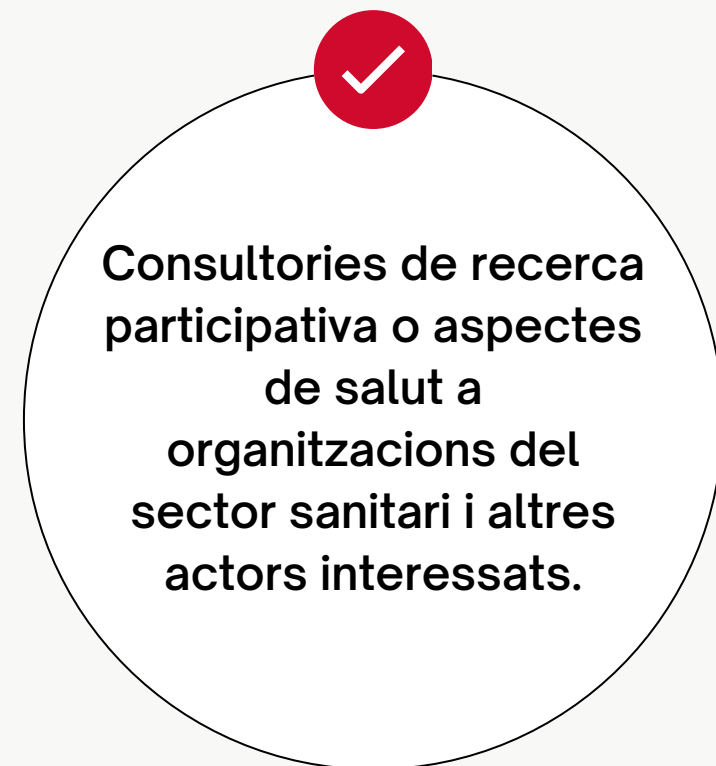 Consultories de recerca
participativa o aspectes
de salut a
organitzacions del
sector sanitari i altres
actors interessats.